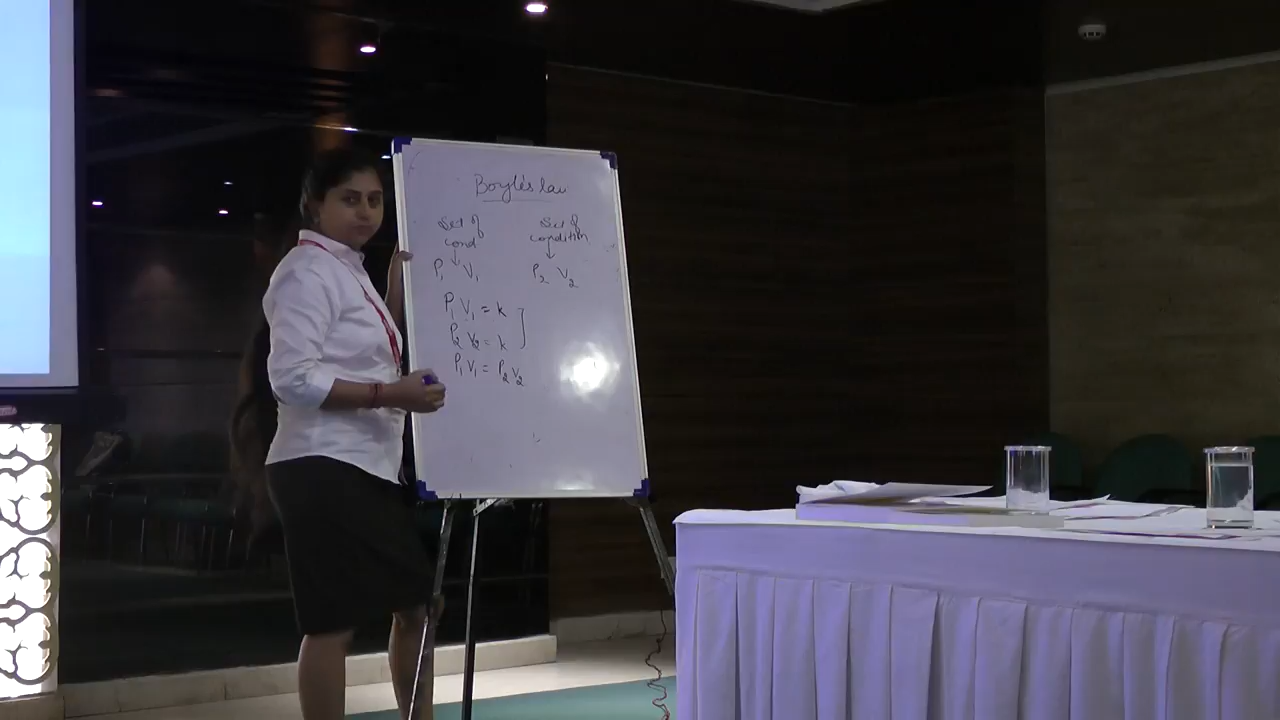 Boyle's law
Set of cond
Set of condition
P₁ V₁
P₂ V₂
P₁ V₁ = k
P₂ V₂ = k
P₁ V₁ = P₂ V₂